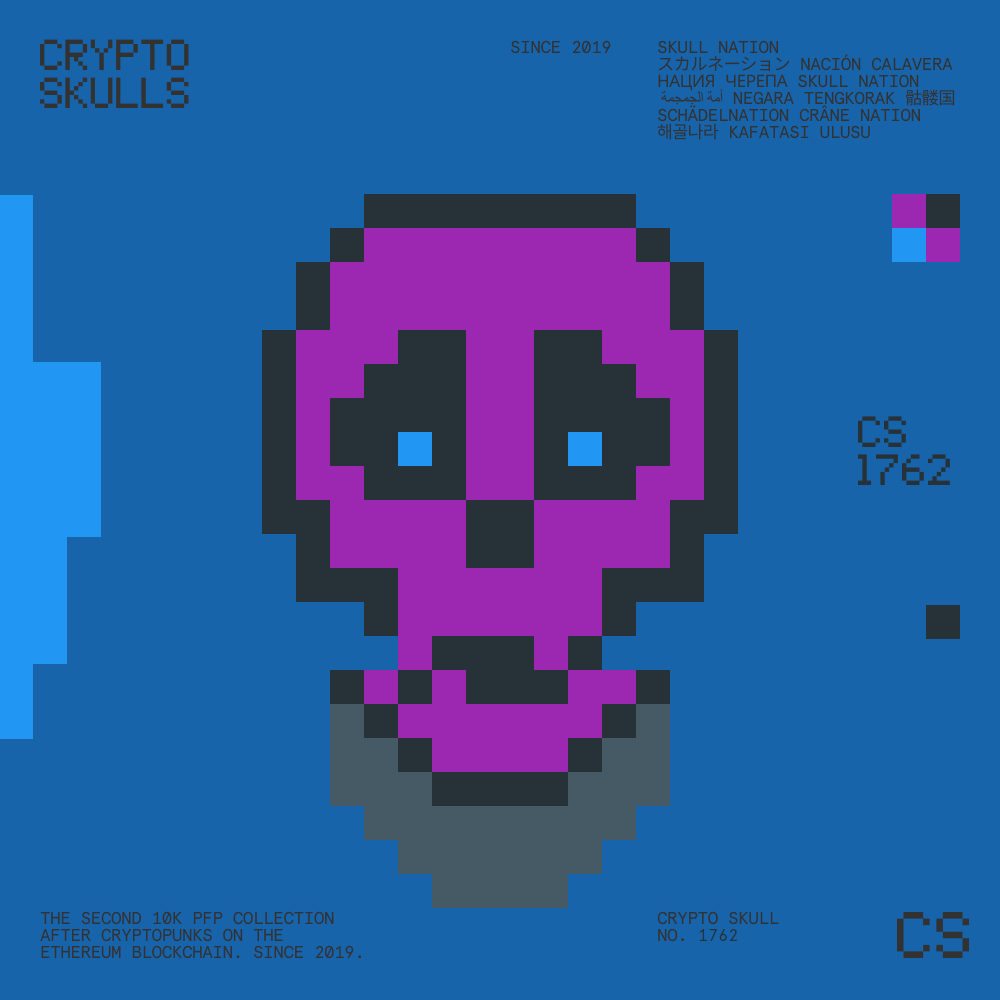 CRYPTO
SKULLS
SINCE 2019
SKULL NATION
スカルネーション NACIÓN CALAVERA
НАЦИЯ ЧЕРЕПА SKULL NATION
أمة الجمجمة NEGARA TENGKORAK 骷髅国
SCHÄDELNATION CRÂNE NATION
해골나라 KAFATASI ULUSU
CS
1762
THE SECOND 10K PFP COLLECTION
AFTER CRYPTOPUNKS ON THE
ETHEREUM BLOCKCHAIN. SINCE 2019.
CRYPTO SKULL
NO. 1762
CS